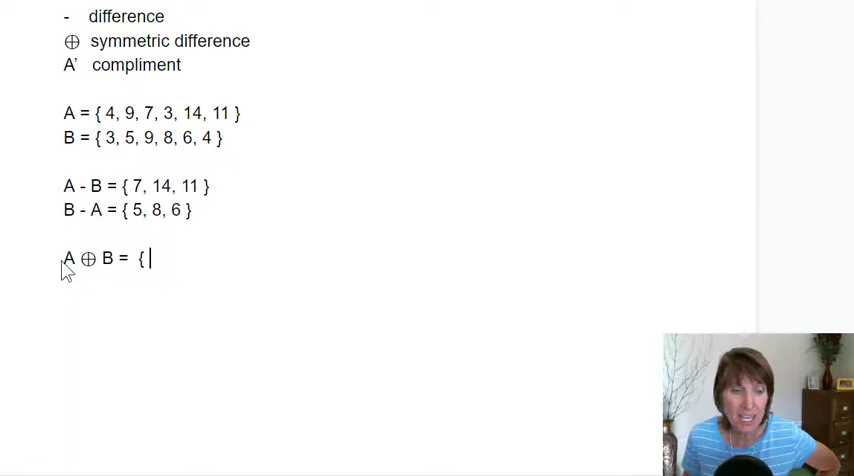 - difference
⊕ symmetric difference
A’ compliment
A = { 4, 9, 7, 3, 14, 11 }
B = { 3, 5, 9, 8, 6, 4 }
A - B = { 7, 14, 11 }
B - A = { 5, 8, 6 }
A ⊕ B = {